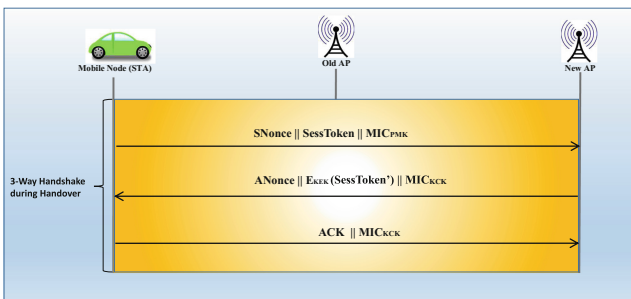 Old AP
Mobile Node (STA)
New AP
SNonce || SessToken || MICPMK
3-Way Handshake
during Handover
ANonce || EKEK (SessToken’) || MICKCK
ACK || MICKCK